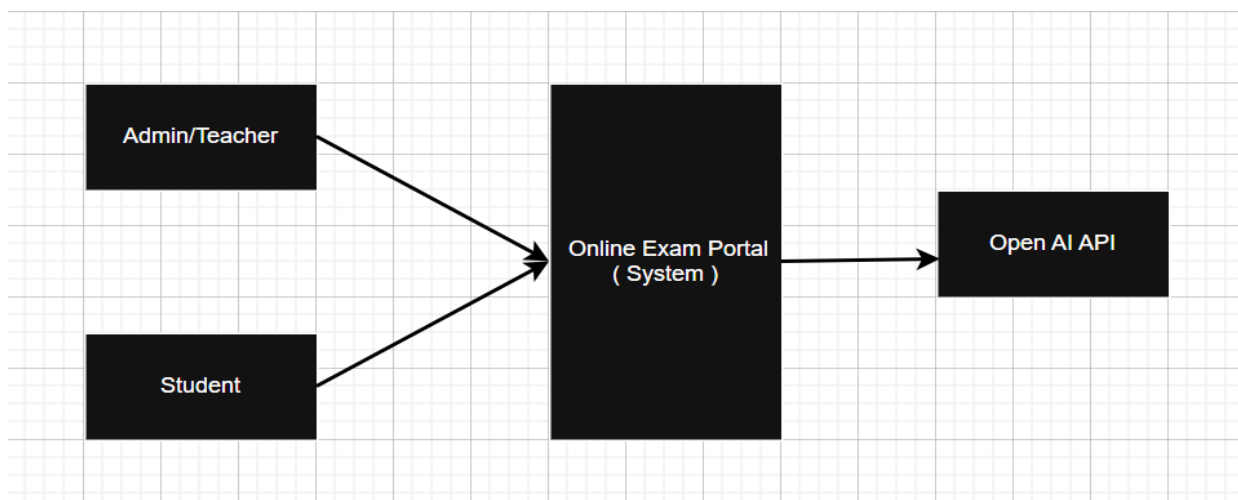 Admin/Teacher
Online Exam Portal
( System )
Open AI API
Student